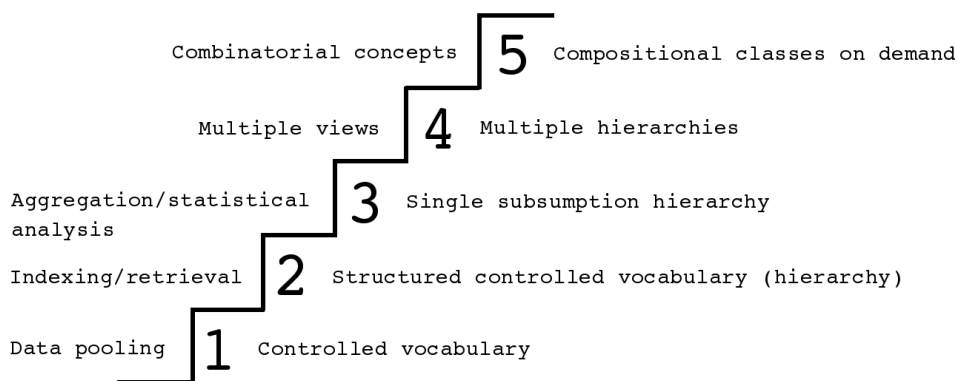 Combinatorial concepts 5 Compositional classes on demand
Multiple views 4 Multiple hierarchies
Aggregation/statistical analysis 3 Single subsumption hierarchy
Indexing/retrieval 2 Structured controlled vocabulary (hierarchy)
Data pooling 1 Controlled vocabulary